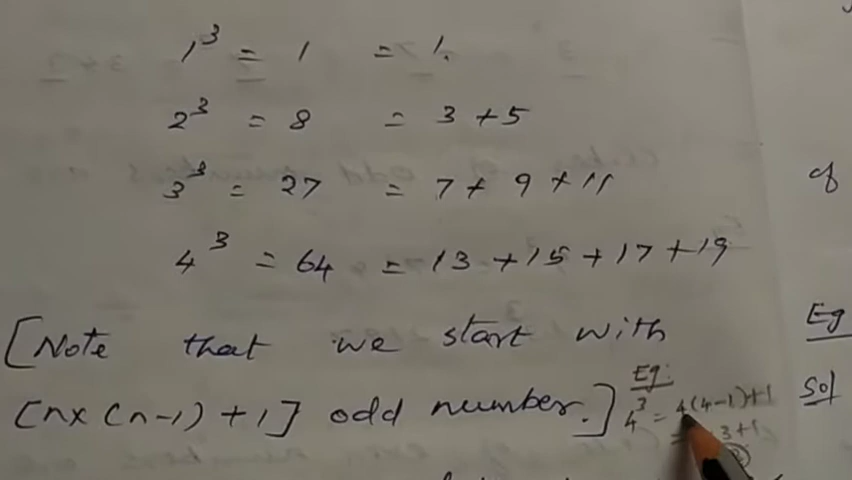 1³ = 1 = 1.
2³ = 8 = 3 + 5
3³ = 27 = 7 + 9 + 11
4³ = 64 = 13 + 15 + 17 + 19
[Note that we start with
[n x (n-1) + 1] odd number.]
Eg:
4³ = 4(4-1)+1
= 3+1
of
Eg
Sol